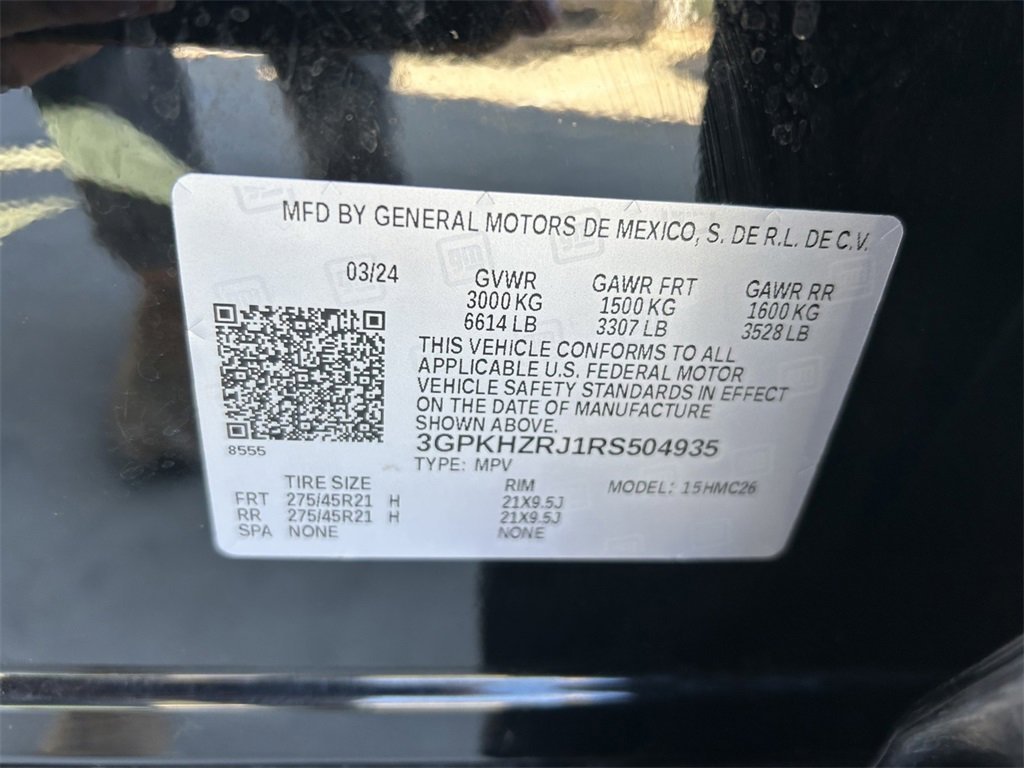 MFD BY GENERAL MOTORS DE MEXICO, S. DE R.L. DE C.V.
03/24 GVWR GAWR FRT GAWR RR
3000 KG 1500 KG 1600 KG
6614 LB 3307 LB 3528 LB
THIS VEHICLE CONFORMS TO ALL
APPLICABLE U.S. FEDERAL MOTOR
VEHICLE SAFETY STANDARDS IN EFFECT
ON THE DATE OF MANUFACTURE
SHOWN ABOVE.
3GPKHZRJ1RS504935
8555
TYPE: MPV
TIRE SIZE RIM MODEL: 15HMC26
FRT 275/45R21 H 21X9.5J
RR 275/45R21 H 21X9.5J
SPA NONE NONE